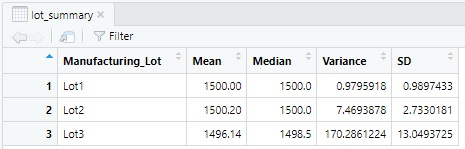 lot_summary
Filter
Manufacturing_Lot Mean Median Variance SD
1 Lot1 1500.00 1500.0 0.9795918 0.9897433
2 Lot2 1500.20 1500.0 7.4693878 2.7330181
3 Lot3 1496.14 1498.5 170.2861224 13.0493725